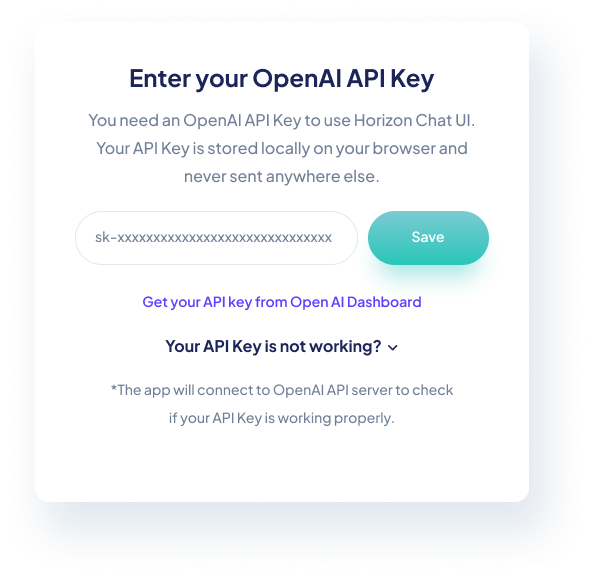 Enter your OpenAI API Key
You need an OpenAI API Key to use Horizon Chat UI.
Your API Key is stored locally on your browser and
never sent anywhere else.
sk-xxxxxxxxxxxxxxxxxxxxxxxxxxxxxx
Save
Get your API key from Open AI Dashboard
Your API Key is not working?
*The app will connect to OpenAI API server to check
if your API Key is working properly.